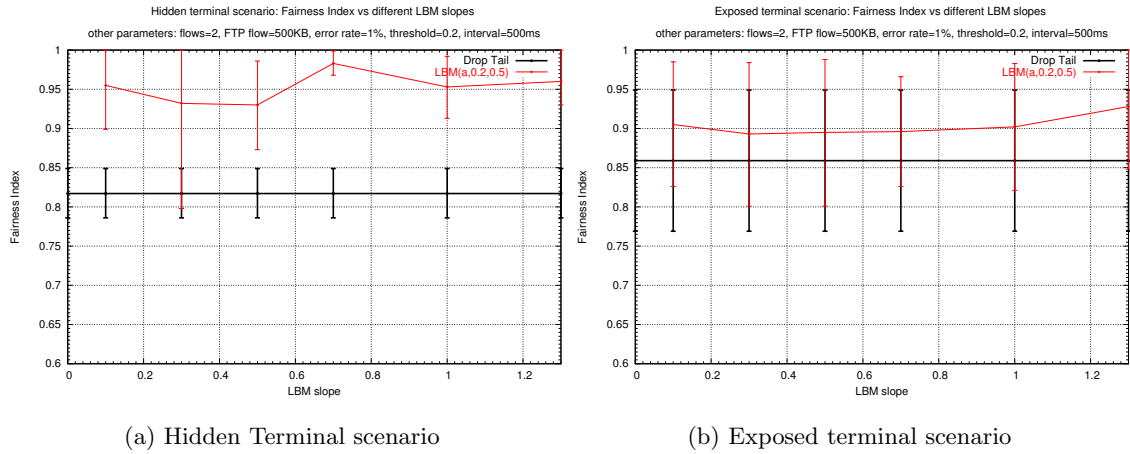 Hidden terminal scenario: Fairness Index vs different LBM slopes
other parameters: flows=2, FTP flow=500KB, error rate=1%, threshold=0.2, interval=500ms
Drop Tail
LBM(a,0.2,0.5)
1
0.95
0.9
0.85
0.8
0.75
0.7
0.65
0.6
Fairness Index
0 0.2 0.4 0.6 0.8 1 1.2
LBM slope
(a) Hidden Terminal scenario
Exposed terminal scenario: Fairness Index vs different LBM slopes
other parameters: flows=2, FTP flow=500KB, error rate=1%, threshold=0.2, interval=500ms
Drop Tail
LBM(a,0.2,0.5)
1
0.95
0.9
0.85
0.8
0.75
0.7
0.65
0.6
Fairness Index
0 0.2 0.4 0.6 0.8 1 1.2
LBM slope
(b) Exposed terminal scenario